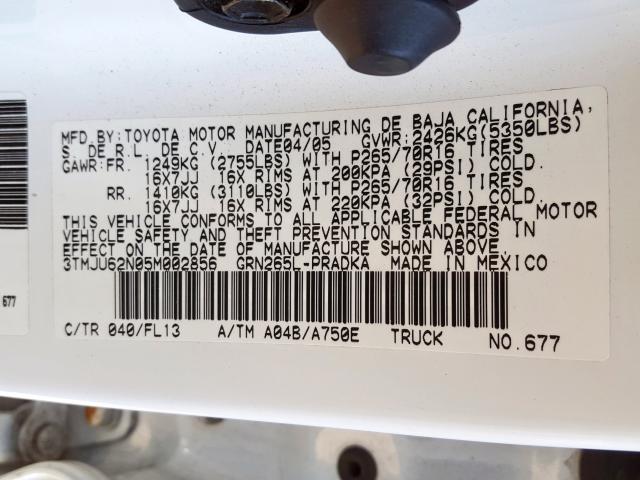 MFD BY: TOYOTA MOTOR MANUFACTURING DE BAJA CALIFORNIA,
S. DE R.L. DE C.V. DATE04/05 GVWR:2426KG(5350LBS)
GAWR:FR. 1249KG (2755LBS) WITH P265/70R16 TIRES
16X7JJ 16X RIMS AT 200KPA (29PSI) COLD.
RR. 1410KG (3110LBS) WITH P265/70R16 TIRES
16X7JJ 16X RIMS AT 220KPA (32PSI) COLD.
THIS VEHICLE CONFORMS TO ALL APPLICABLE FEDERAL MOTOR
VEHICLE SAFETY AND THEFT PREVENTION STANDARDS IN
EFFECT ON THE DATE OF MANUFACTURE SHOWN ABOVE.
3TMJU62N05M002856 GRN265L-PRADKA MADE IN MEXICO
C/TR 040/FL13 A/TM A04B/A750E TRUCK NO.677
677